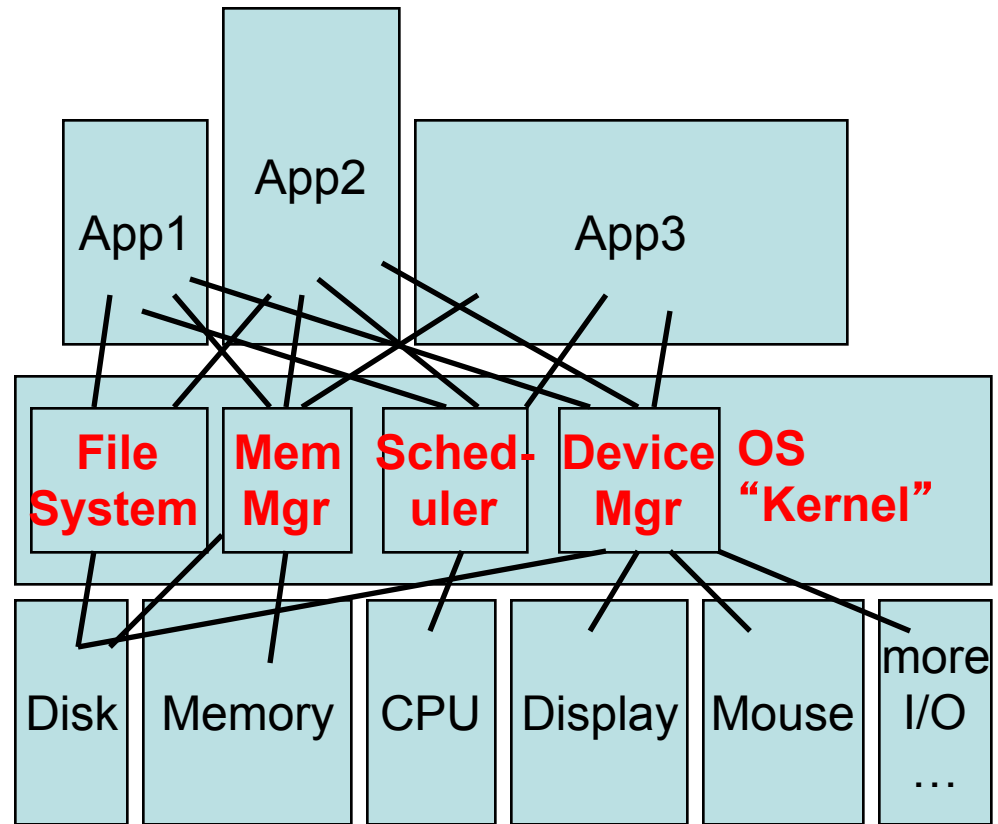 App1
App2
App3
File
System
Mem
Mgr
Sched-
uler
Device
Mgr
OS
“Kernel”
Disk
Memory
CPU
Display
Mouse
more
I/O
…